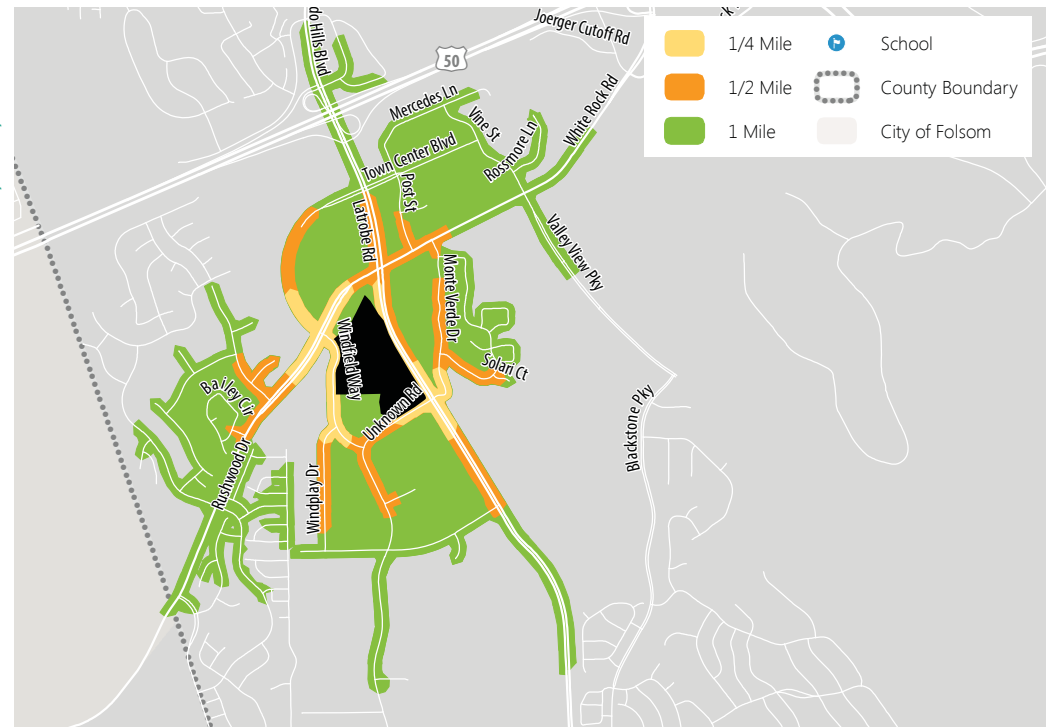 do Hills Blvd
Joerger Cutoff Rd
50
Mercedes Ln
Vine St
White Rock Rd
Rossmore Ln
Town Center Blvd
Post St
Latrobe Rd
Valley View Pky
Monte Verde Dr
Windfield Way
Solari Ct
Bailey Cir
Unknown Rd
Rushwood Dr
Windplay Dr
Blackstone Pky
1/4 Mile
School
1/2 Mile
County Boundary
1 Mile
City of Folsom